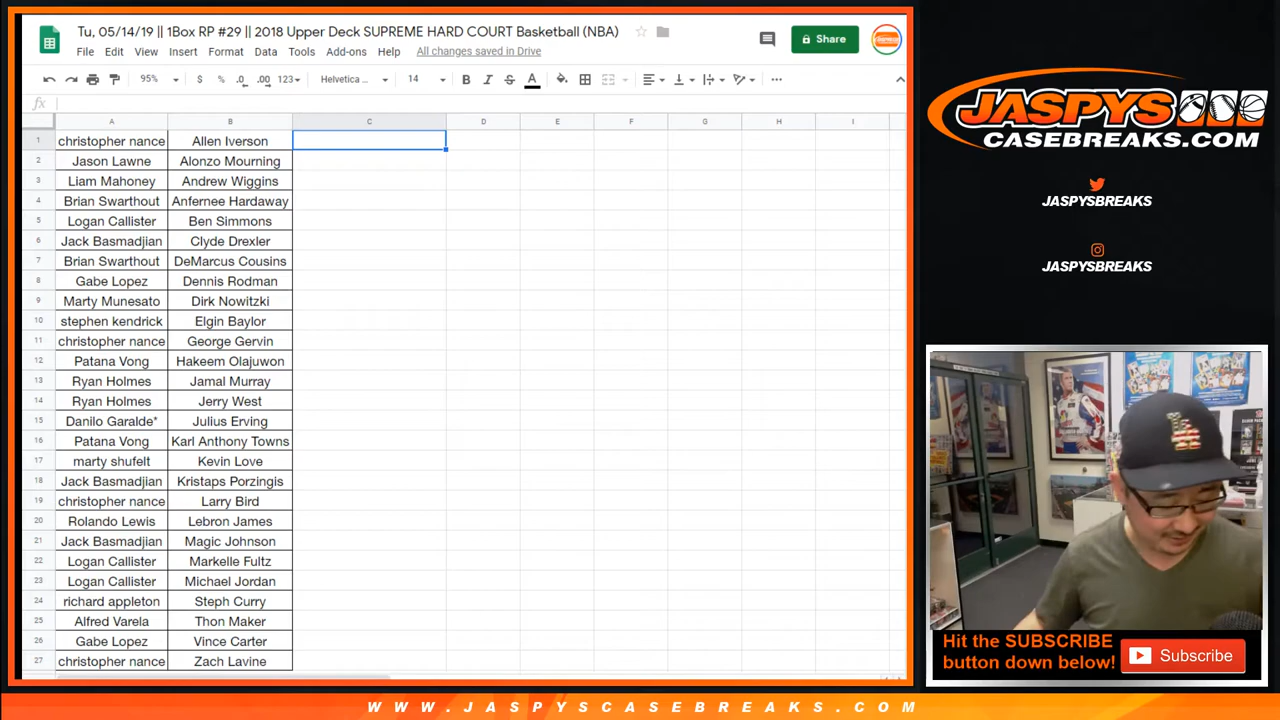 Tu, 05/14/19 || 1Box RP #29 || 2018 Upper Deck SUPREME HARD COURT Basketball (NBA)
File Edit View Insert Format Data Tools Add-ons Help All changes saved in Drive
Share
95% $ % .0 .00 123 Helvetica ... 14 B I S A
fx
A B C D E F G H I
1 christopher nance Allen Iverson
2 Jason Lawne Alonzo Mourning
3 Liam Mahoney Andrew Wiggins
4 Brian Swarthout Anfernee Hardaway
5 Logan Callister Ben Simmons
6 Jack Basmadjian Clyde Drexler
7 Brian Swarthout DeMarcus Cousins
8 Gabe Lopez Dennis Rodman
9 Marty Munesato Dirk Nowitzki
10 stephen kendrick Elgin Baylor
11 christopher nance George Gervin
12 Patana Vong Hakeem Olajuwon
13 Ryan Holmes Jamal Murray
14 Ryan Holmes Jerry West
15 Danilo Garalde* Julius Erving
16 Patana Vong Karl Anthony Towns
17 marty shufelt Kevin Love
18 Jack Basmadjian Kristaps Porzingis
19 christopher nance Larry Bird
20 Rolando Lewis Lebron James
21 Jack Basmadjian Magic Johnson
22 Logan Callister Markelle Fultz
23 Logan Callister Michael Jordan
24 richard appleton Steph Curry
25 Alfred Varela Thon Maker
26 Gabe Lopez Vince Carter
27 christopher nance Zach Lavine
JASPYS
CASEBREAKS.COM
JASPYSBREAKS
JASPYSBREAKS
LA
Hit the SUBSCRIBE
button down below!
Subscribe
WWW.JASPYSCASEBREAKS.COM